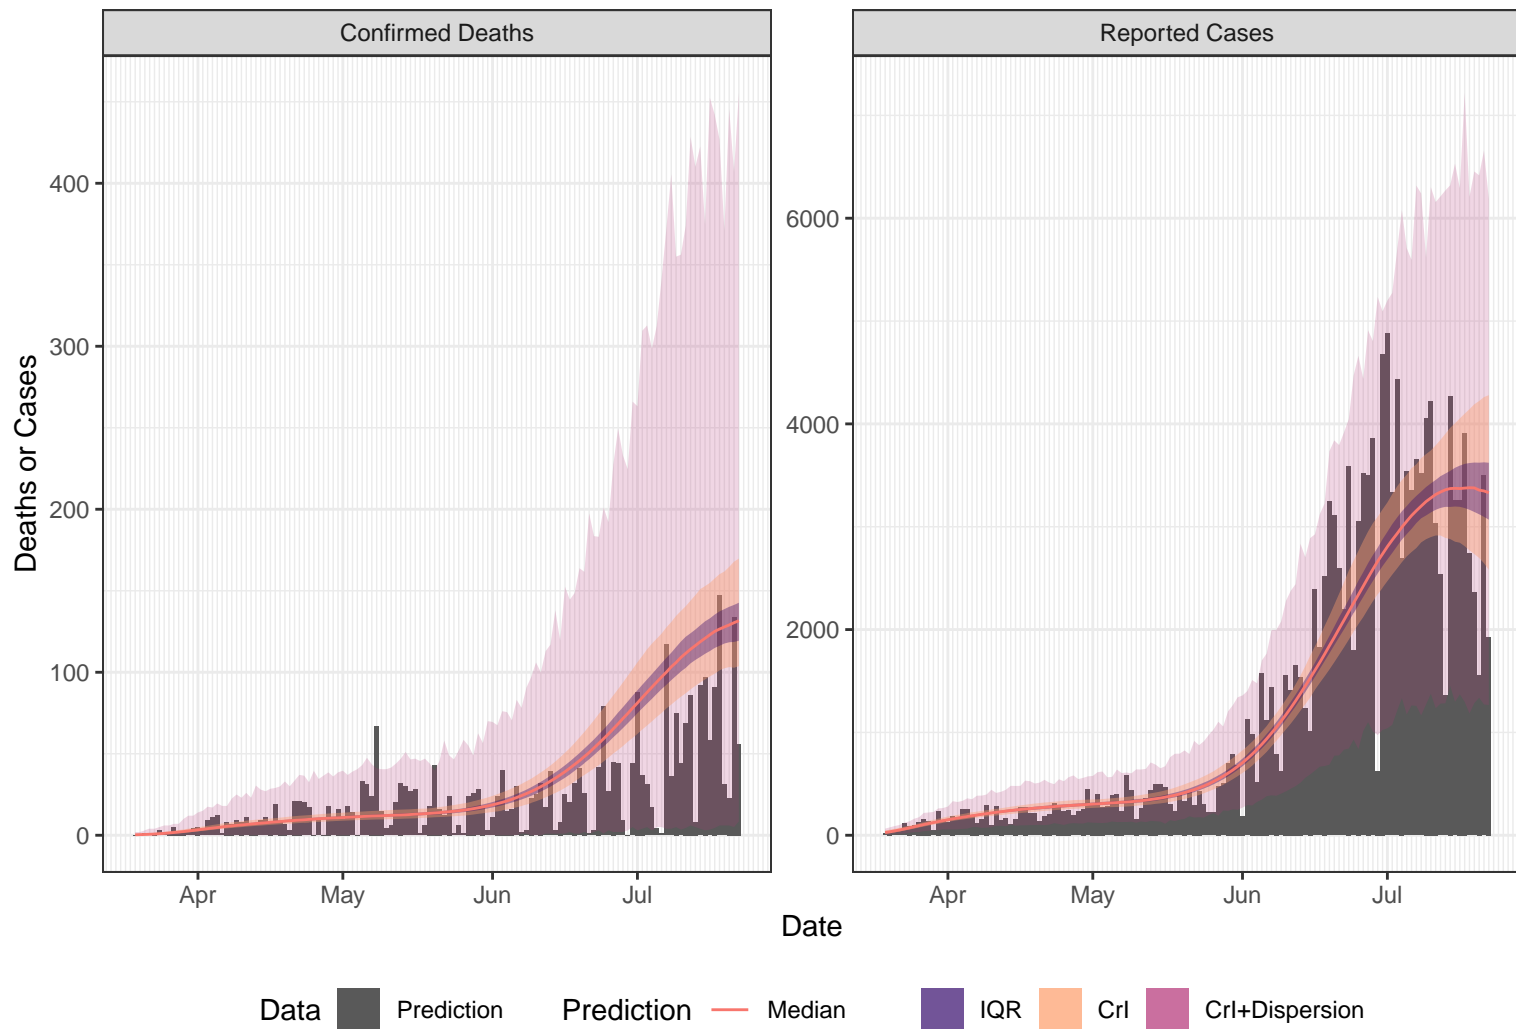 Confirmed Deaths
Reported Cases
Deaths or Cases
400
300
200
100
0
6000
4000
2000
0
Apr May Jun Jul
Apr May Jun Jul
Date
Data Prediction Prediction Median IQR CrI CrI+Dispersion